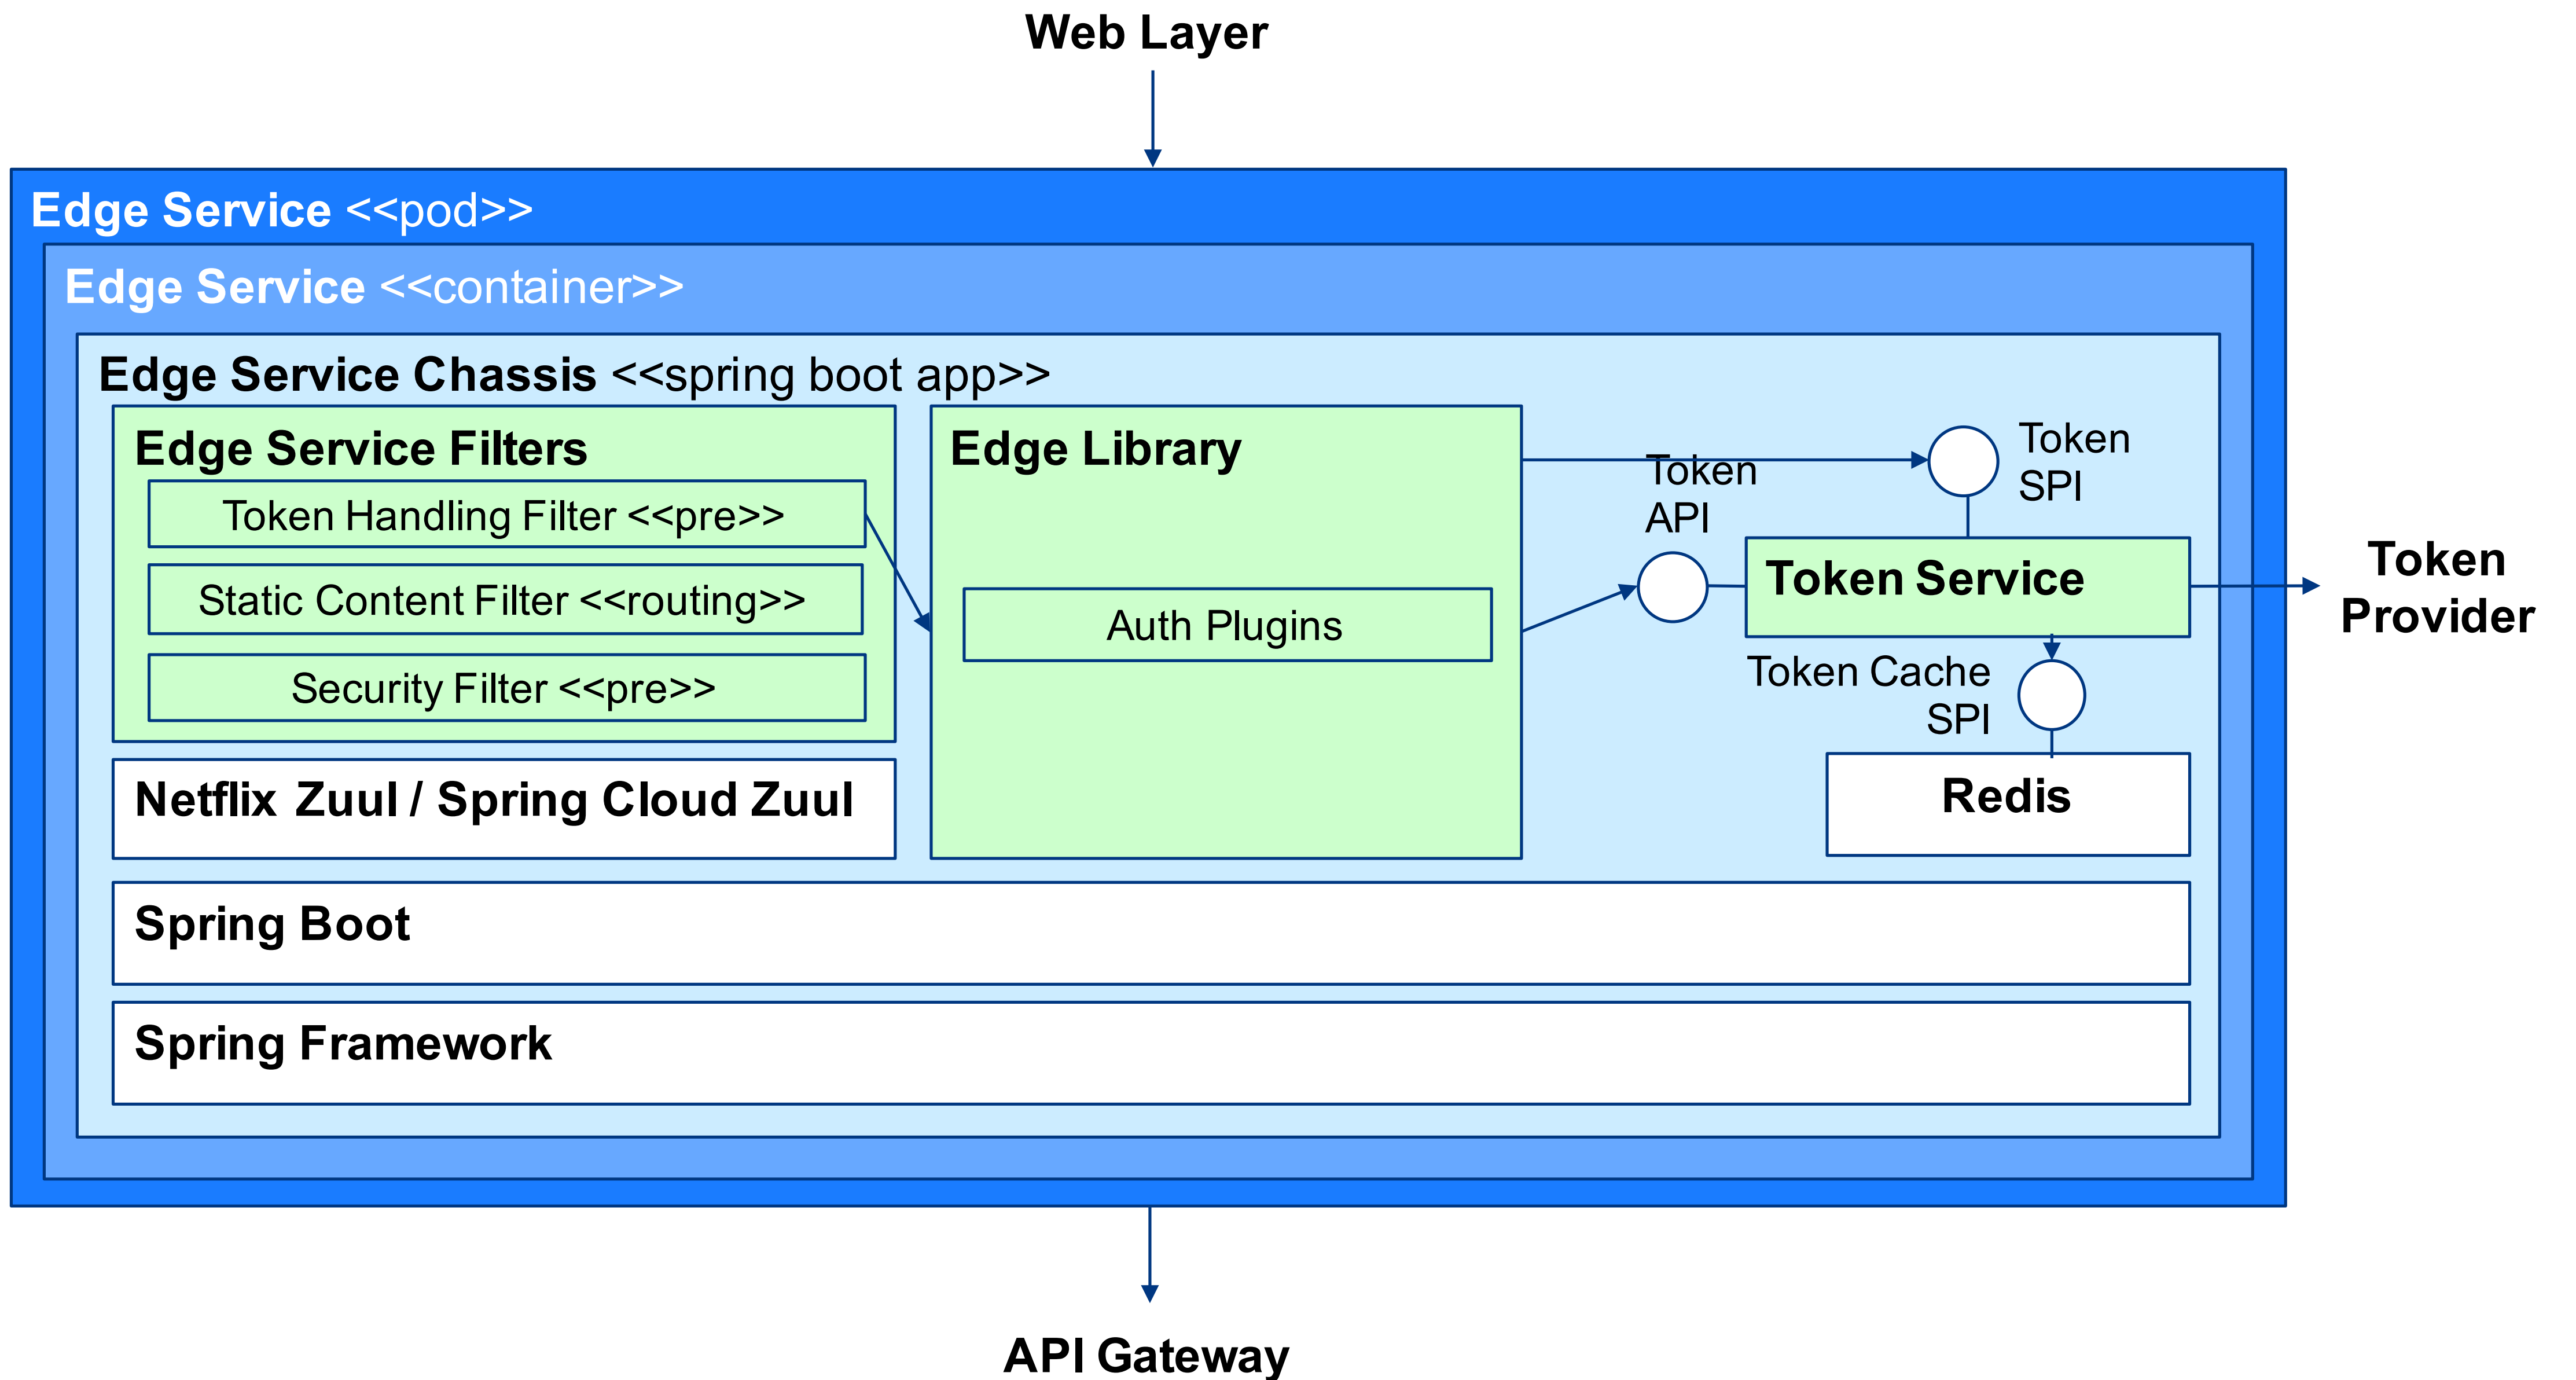 Web Layer
Edge Service <<pod>>
Edge Service <<container>>
Edge Service Chassis <<spring boot app>>
Edge Service Filters
Token Handling Filter <<pre>>
Static Content Filter <<routing>>
Security Filter <<pre>>
Netflix Zuul / Spring Cloud Zuul
Edge Library
Auth Plugins
Token
API
Token
SPI
Token Service
Token Cache
SPI
Redis
Token
Provider
Spring Boot
Spring Framework
API Gateway